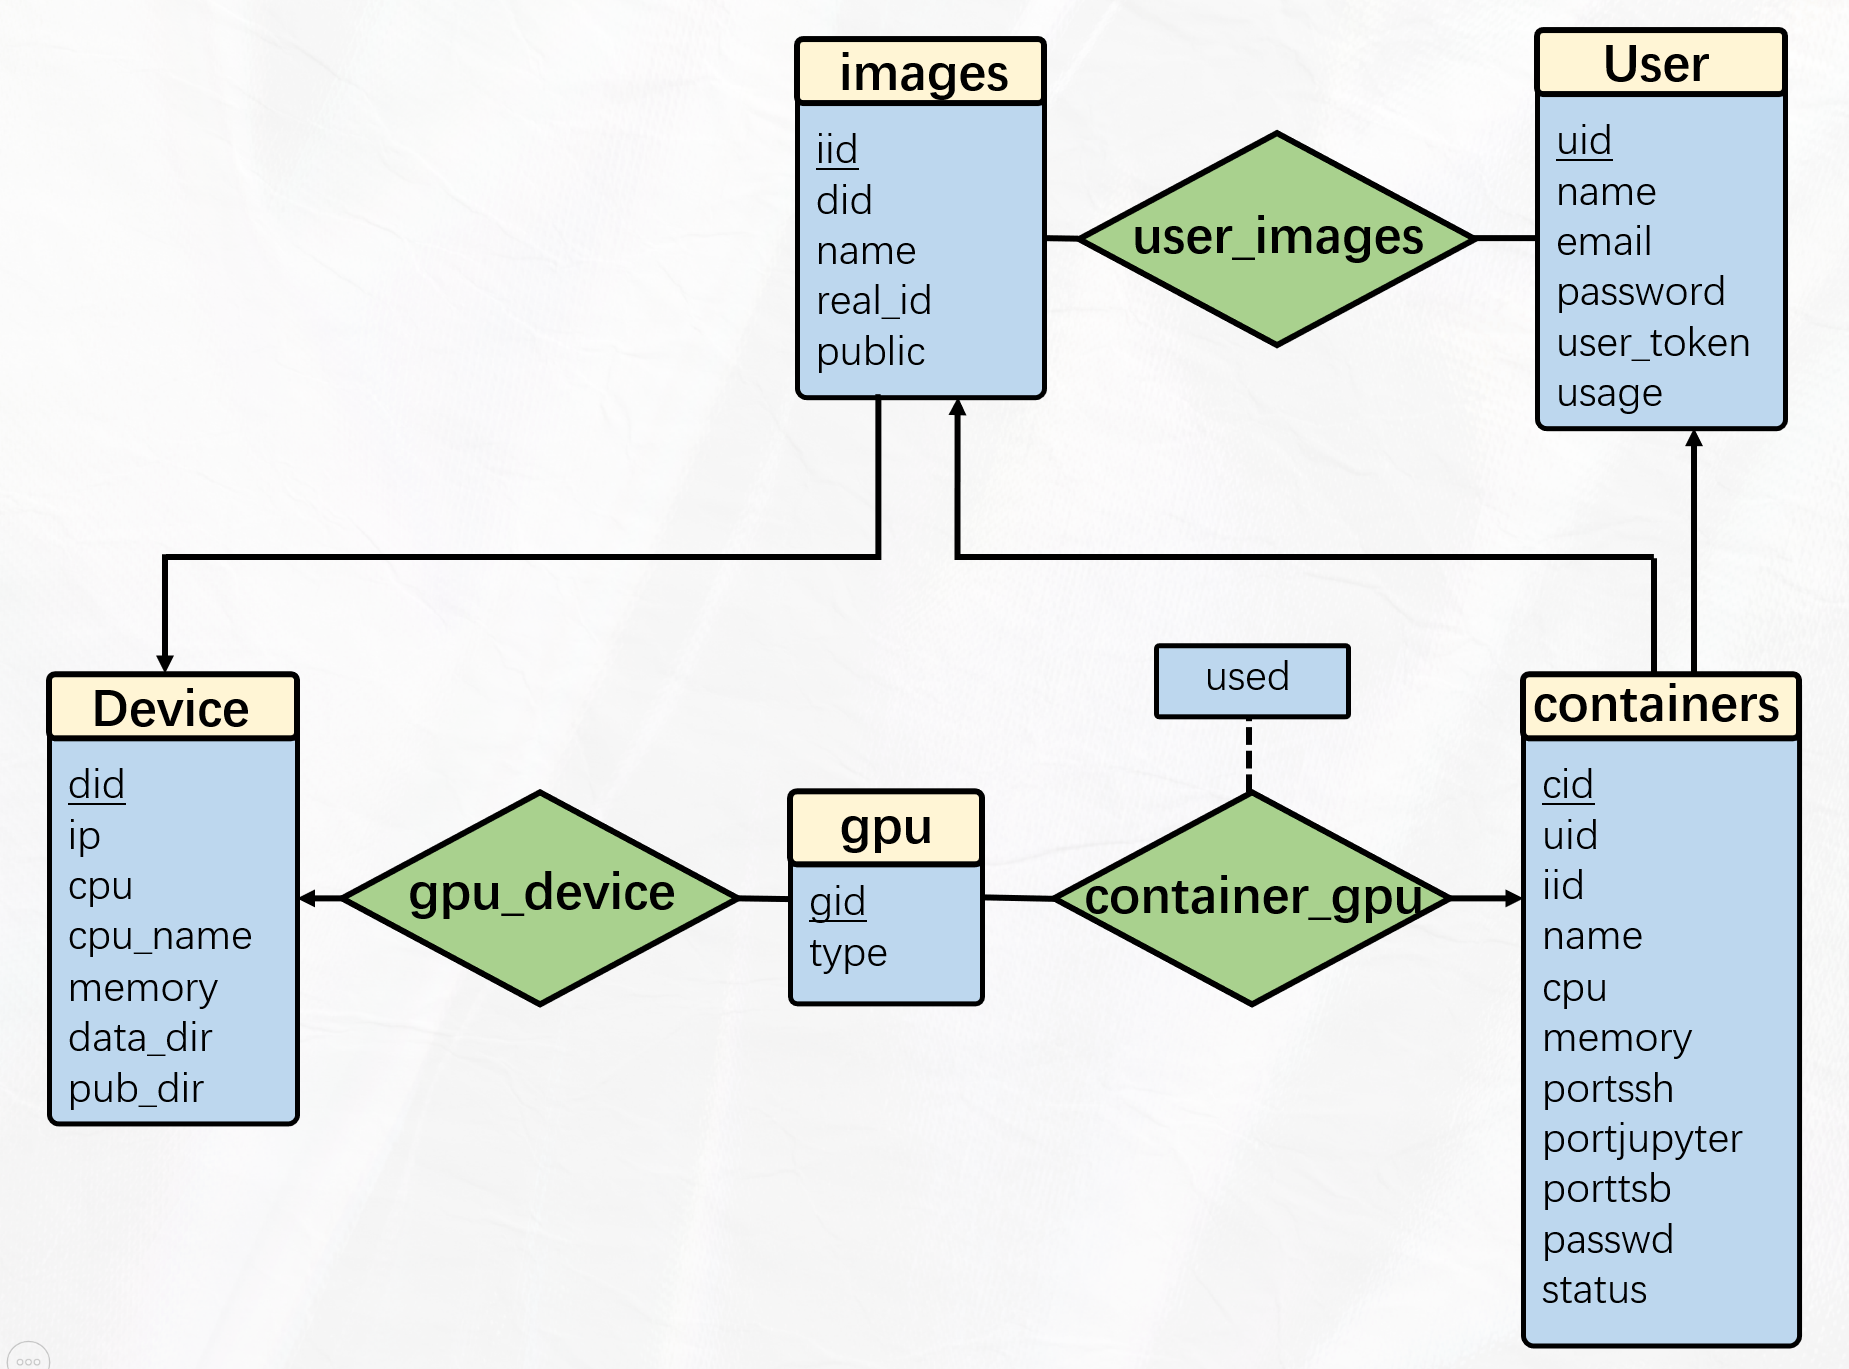 images
iid
did
name
real_id
public
user_images
User
uid
name
email
password
user_token
usage
Device
did
ip
cpu
cpu_name
memory
data_dir
pub_dir
gpu_device
gpu
gid
type
used
container_gpu
containers
cid
uid
iid
name
cpu
memory
portssh
portjupyter
porttsb
passwd
status